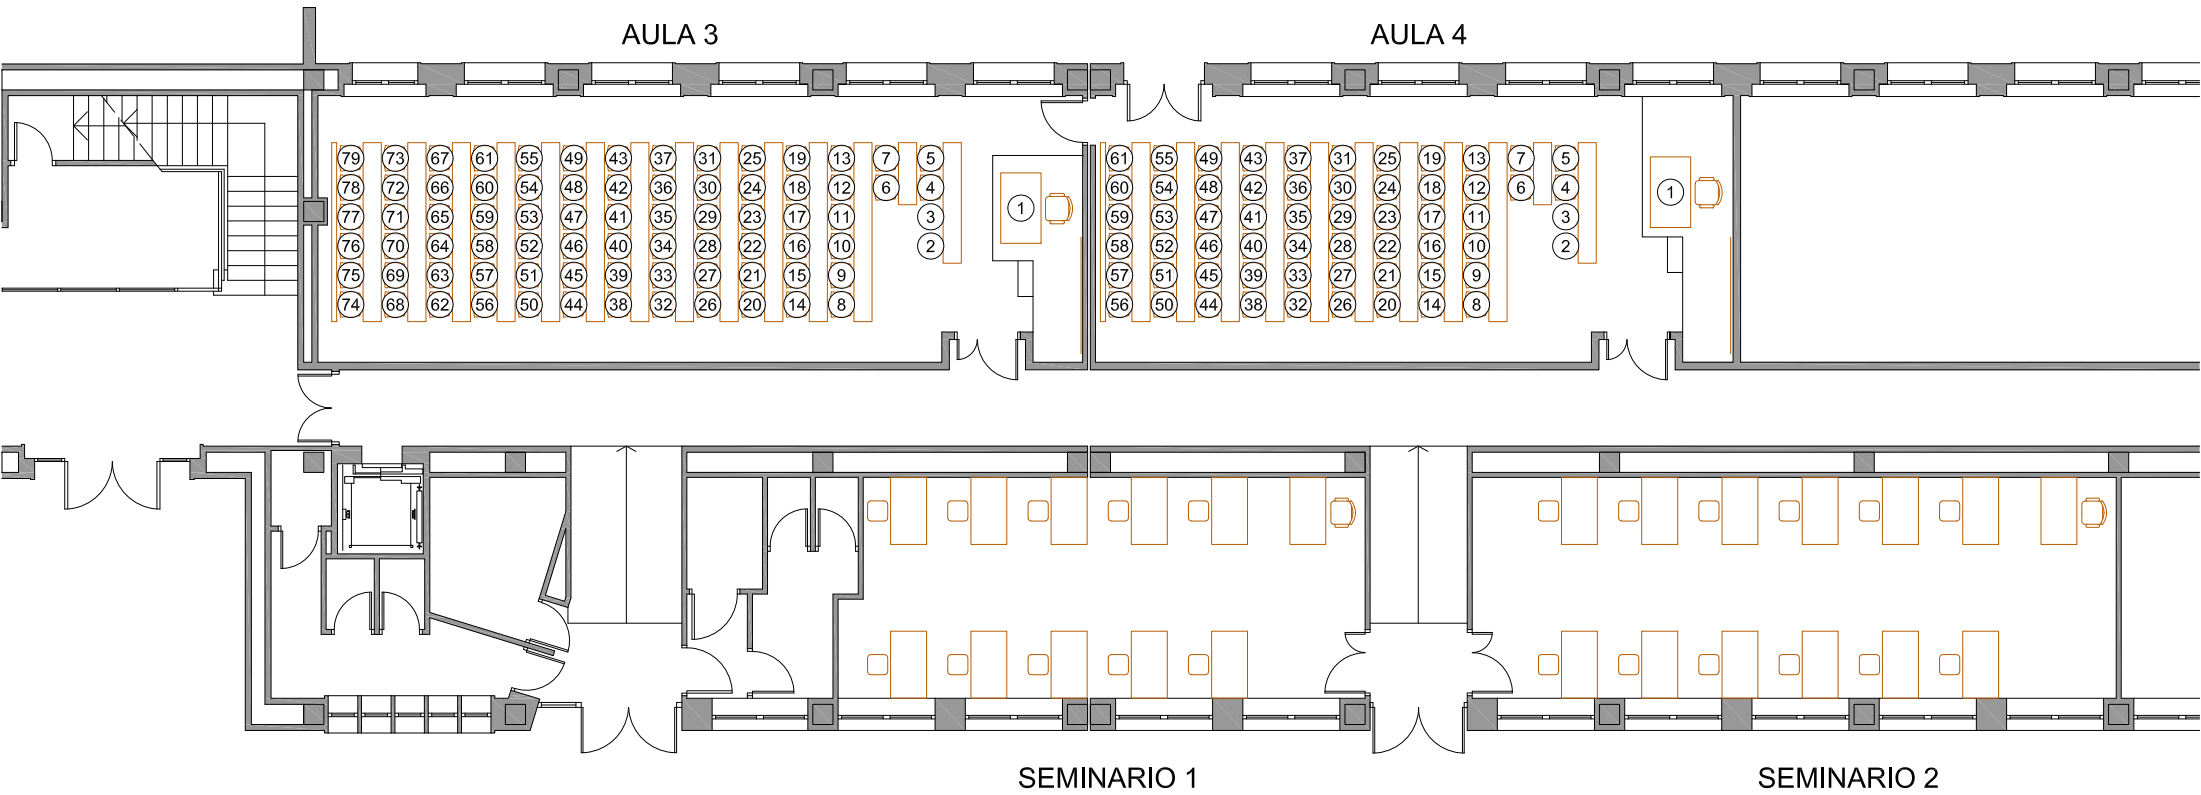 AULA 3 AULA 4
79 73 67 61 55 49 43 37 31 25 19 13 7 5 61 55 49 43 37 31 25 19 13 7 5
78 72 66 60 54 48 42 36 30 24 18 12 6 4 60 54 48 42 36 30 24 18 12 6 4 1
77 71 65 59 53 47 41 35 29 23 17 11 3 1 59 53 47 41 35 29 23 17 11 3
76 70 64 58 52 46 40 34 28 22 16 10 2 58 52 46 40 34 28 22 16 10 2
75 69 63 57 51 45 39 33 27 21 15 9 57 51 45 39 33 27 21 15 9
74 68 62 56 50 44 38 32 26 20 14 8 56 50 44 38 32 26 20 14 8
SEMINARIO 1 SEMINARIO 2